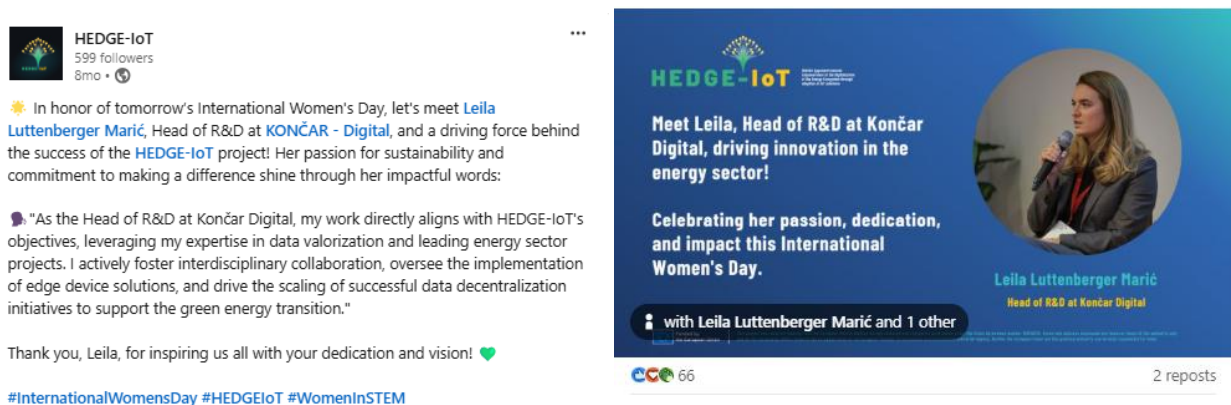 HEDGE-IoT
599 followers
8mo •
In honor of tomorrow's International Women's Day, let's meet Leila
Luttenberger Marić, Head of R&D at KONČAR - Digital, and a driving force behind
the success of the HEDGE-IoT project! Her passion for sustainability and
commitment to making a difference shine through her impactful words:
"As the Head of R&D at Končar Digital, my work directly aligns with HEDGE-IoT's
objectives, leveraging my expertise in data valorization and leading energy sector
projects. I actively foster interdisciplinary collaboration, oversee the implementation
of edge device solutions, and drive the scaling of successful data decentralization
initiatives to support the green energy transition."
Thank you, Leila, for inspiring us all with your dedication and vision!
#InternationalWomensDay #HEDGEIoT #WomenInSTEM
HEDGE-IoT
Meet Leila, Head of R&D at Končar
Digital, driving innovation in the
energy sector!
Celebrating her passion, dedication,
and impact this International
Women's Day.
Leila Luttenberger Marić
Head of R&D at Končar Digital
with Leila Luttenberger Marić and 1 other
66
2 reposts